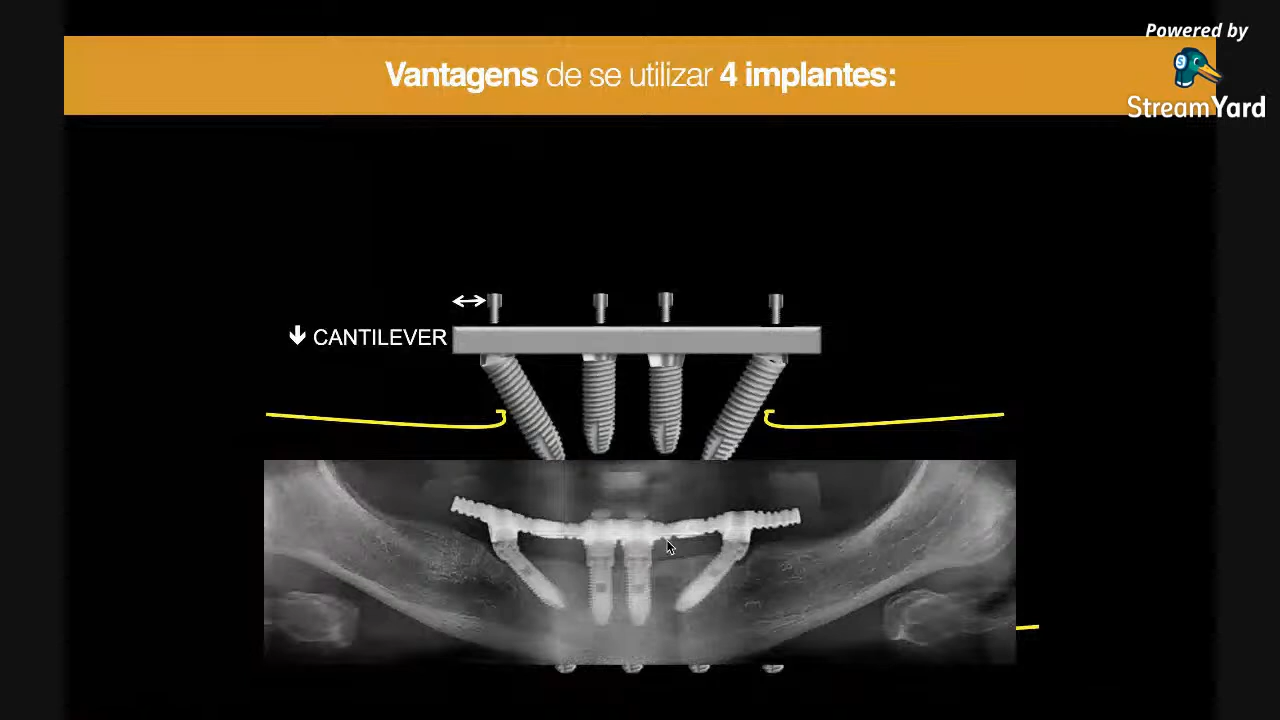 Powered by
Vantagens de se utilizar 4 implantes:
StreamYard
↓ CANTILEVER